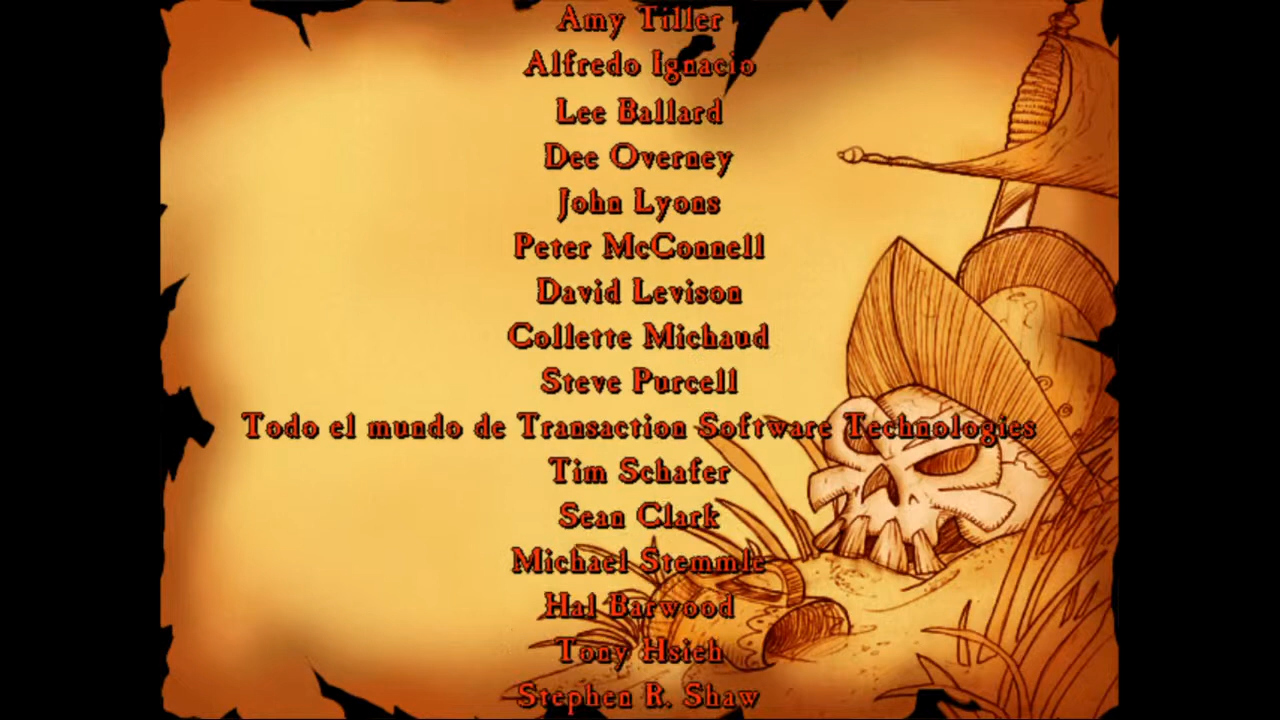 Amy Tiller
Alfredo Ignacio
Lee Ballard
Dee Overney
John Lyons
Peter McConnell
David Levison
Collette Michaud
Steve Purcell
Todo el mundo de Transaction Software Technologies
Tim Schafer
Sean Clark
Michael Stemmle
Hal Barwood
Tony Hsieh
Stephen R. Shaw